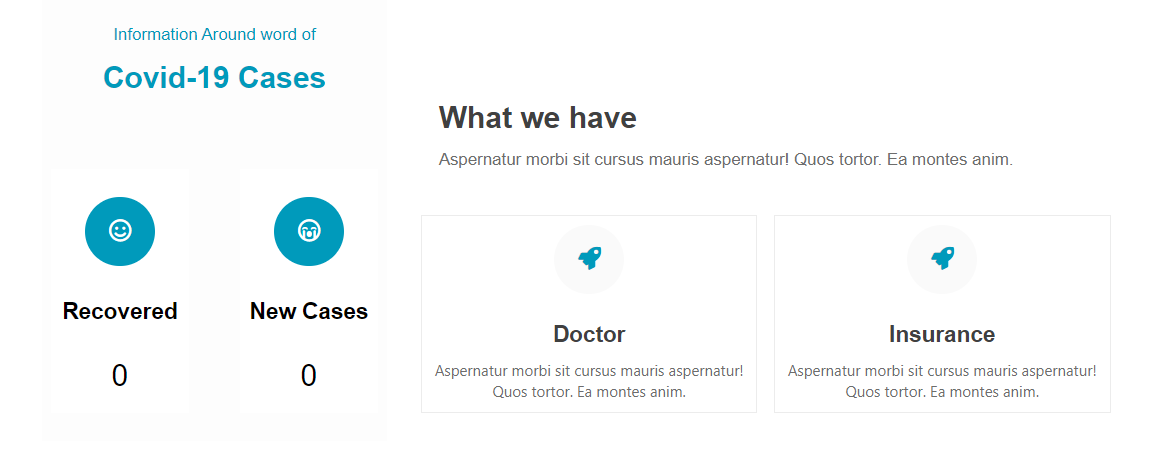 Information Around word of
Covid-19 Cases
Recovered
0
New Cases
0
What we have
Aspernatur morbi sit cursus mauris aspernatur! Quos tortor. Ea montes anim.
Doctor
Aspernatur morbi sit cursus mauris aspernatur!
Quos tortor. Ea montes anim.
Insurance
Aspernatur morbi sit cursus mauris aspernatur!
Quos tortor. Ea montes anim.